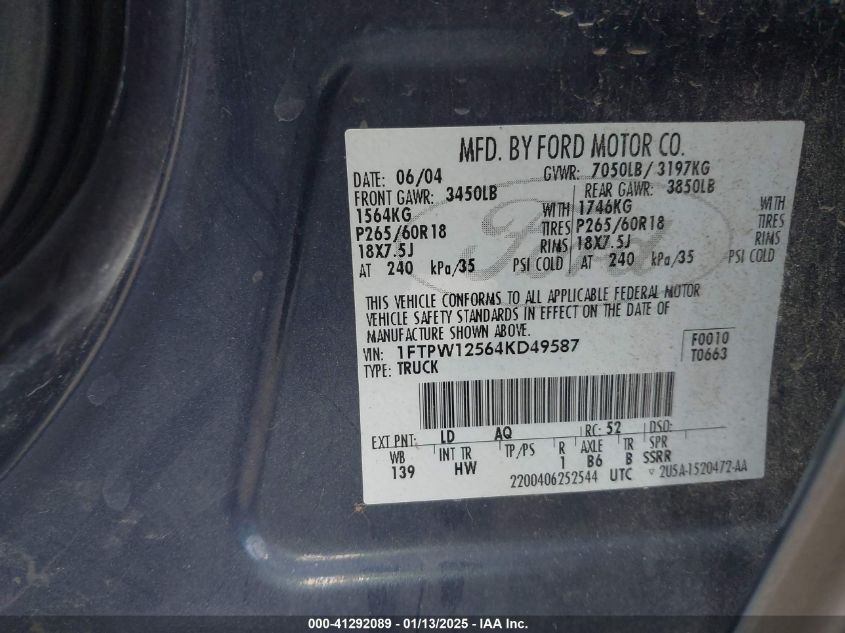 MFD. BY FORD MOTOR CO.
DATE: 06/04 GVWR: 7050LB / 3197KG
FRONT GAWR: 3450LB REAR GAWR: 3850LB
1564KG WITH 1746KG WITH
P265/60R18 TIRES P265/60R18 TIRES
18X7.5J RIMS 18X7.5J RIMS
AT 240 kPa/35 PSI COLD AT 240 kPa/35 PSI COLD
Ford
THIS VEHICLE CONFORMS TO ALL APPLICABLE FEDERAL MOTOR
VEHICLE SAFETY STANDARDS IN EFFECT ON THE DATE OF
MANUFACTURE SHOWN ABOVE.
VIN: 1FTPW12564KD49587 F0010
TYPE: TRUCK T0663
EXT PNT: LD AQ RC: 52 DSO:
WB INT TR TP/PS R AXLE TR SPR
139 HW 1 B6 B SSRR
2200406252544 UTC 2U5A-1520472-AA
000-41292089 - 01/13/2025 - IAA Inc.